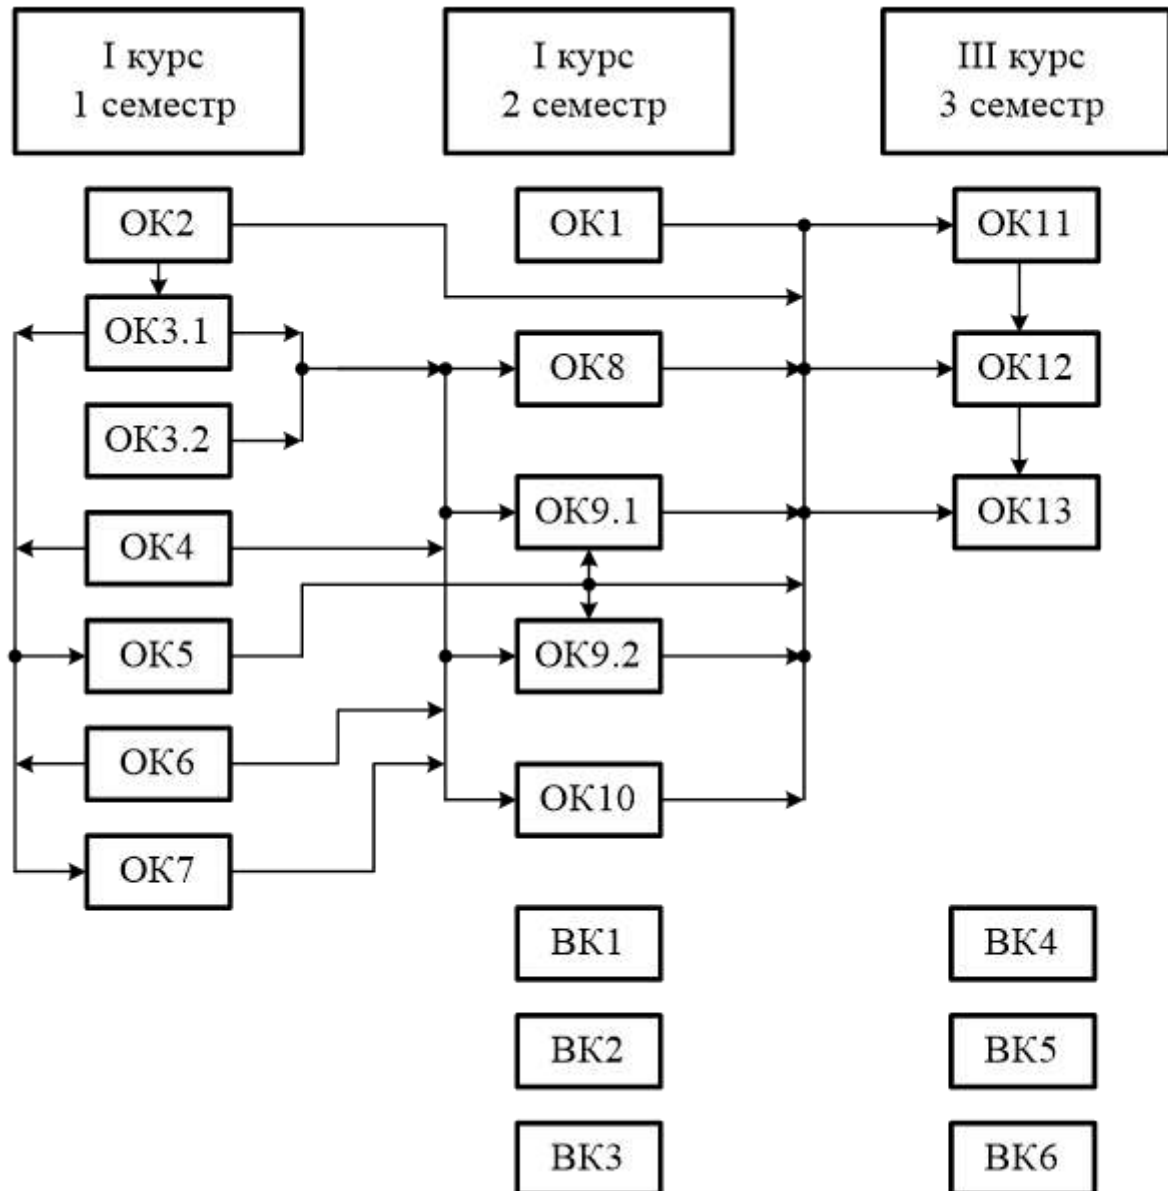 I курс
1 семестр
I курс
2 семестр
III курс
3 семестр
ОК2
ОК1
ОК11
ОК3.1
ОК8
ОК12
ОК3.2
ОК9.1
ОК13
ОК4
ОК5
ОК9.2
ОК6
ОК10
ОК7
ВК1
ВК4
ВК2
ВК5
ВК3
ВК6